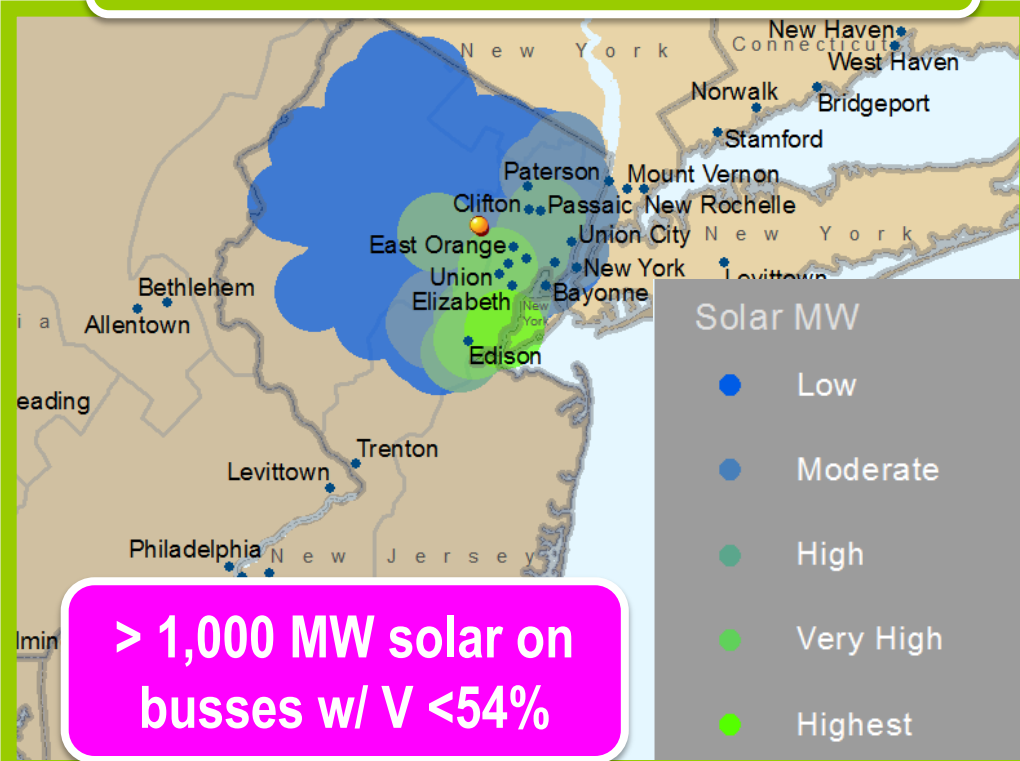 New Haven
New York
Connecticut
West Haven
Norwalk
Bridgeport
Stamford
Paterson
Mount Vernon
Clifton
Passaic
New Rochelle
East Orange
Union City
New York
Union
New York
Bethlehem
Elizabeth
Bayonne
Levittown
New
York
i a
Allentown
Edison
eading
Trenton
Levittown
Philadelphia
New Jersey
lmin
Solar MW
Low
Moderate
High
Very High
Highest
> 1,000 MW solar on
busses w/ V <54%